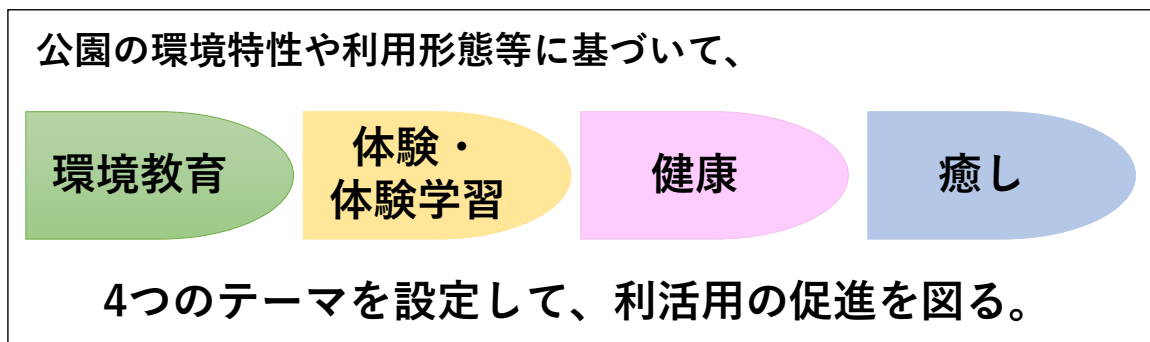 公園の環境特性や利用形態等に基づいて、
環境教育
体験・
体験学習
健康
癒し
4つのテーマを設定して、利活用の促進を図る。